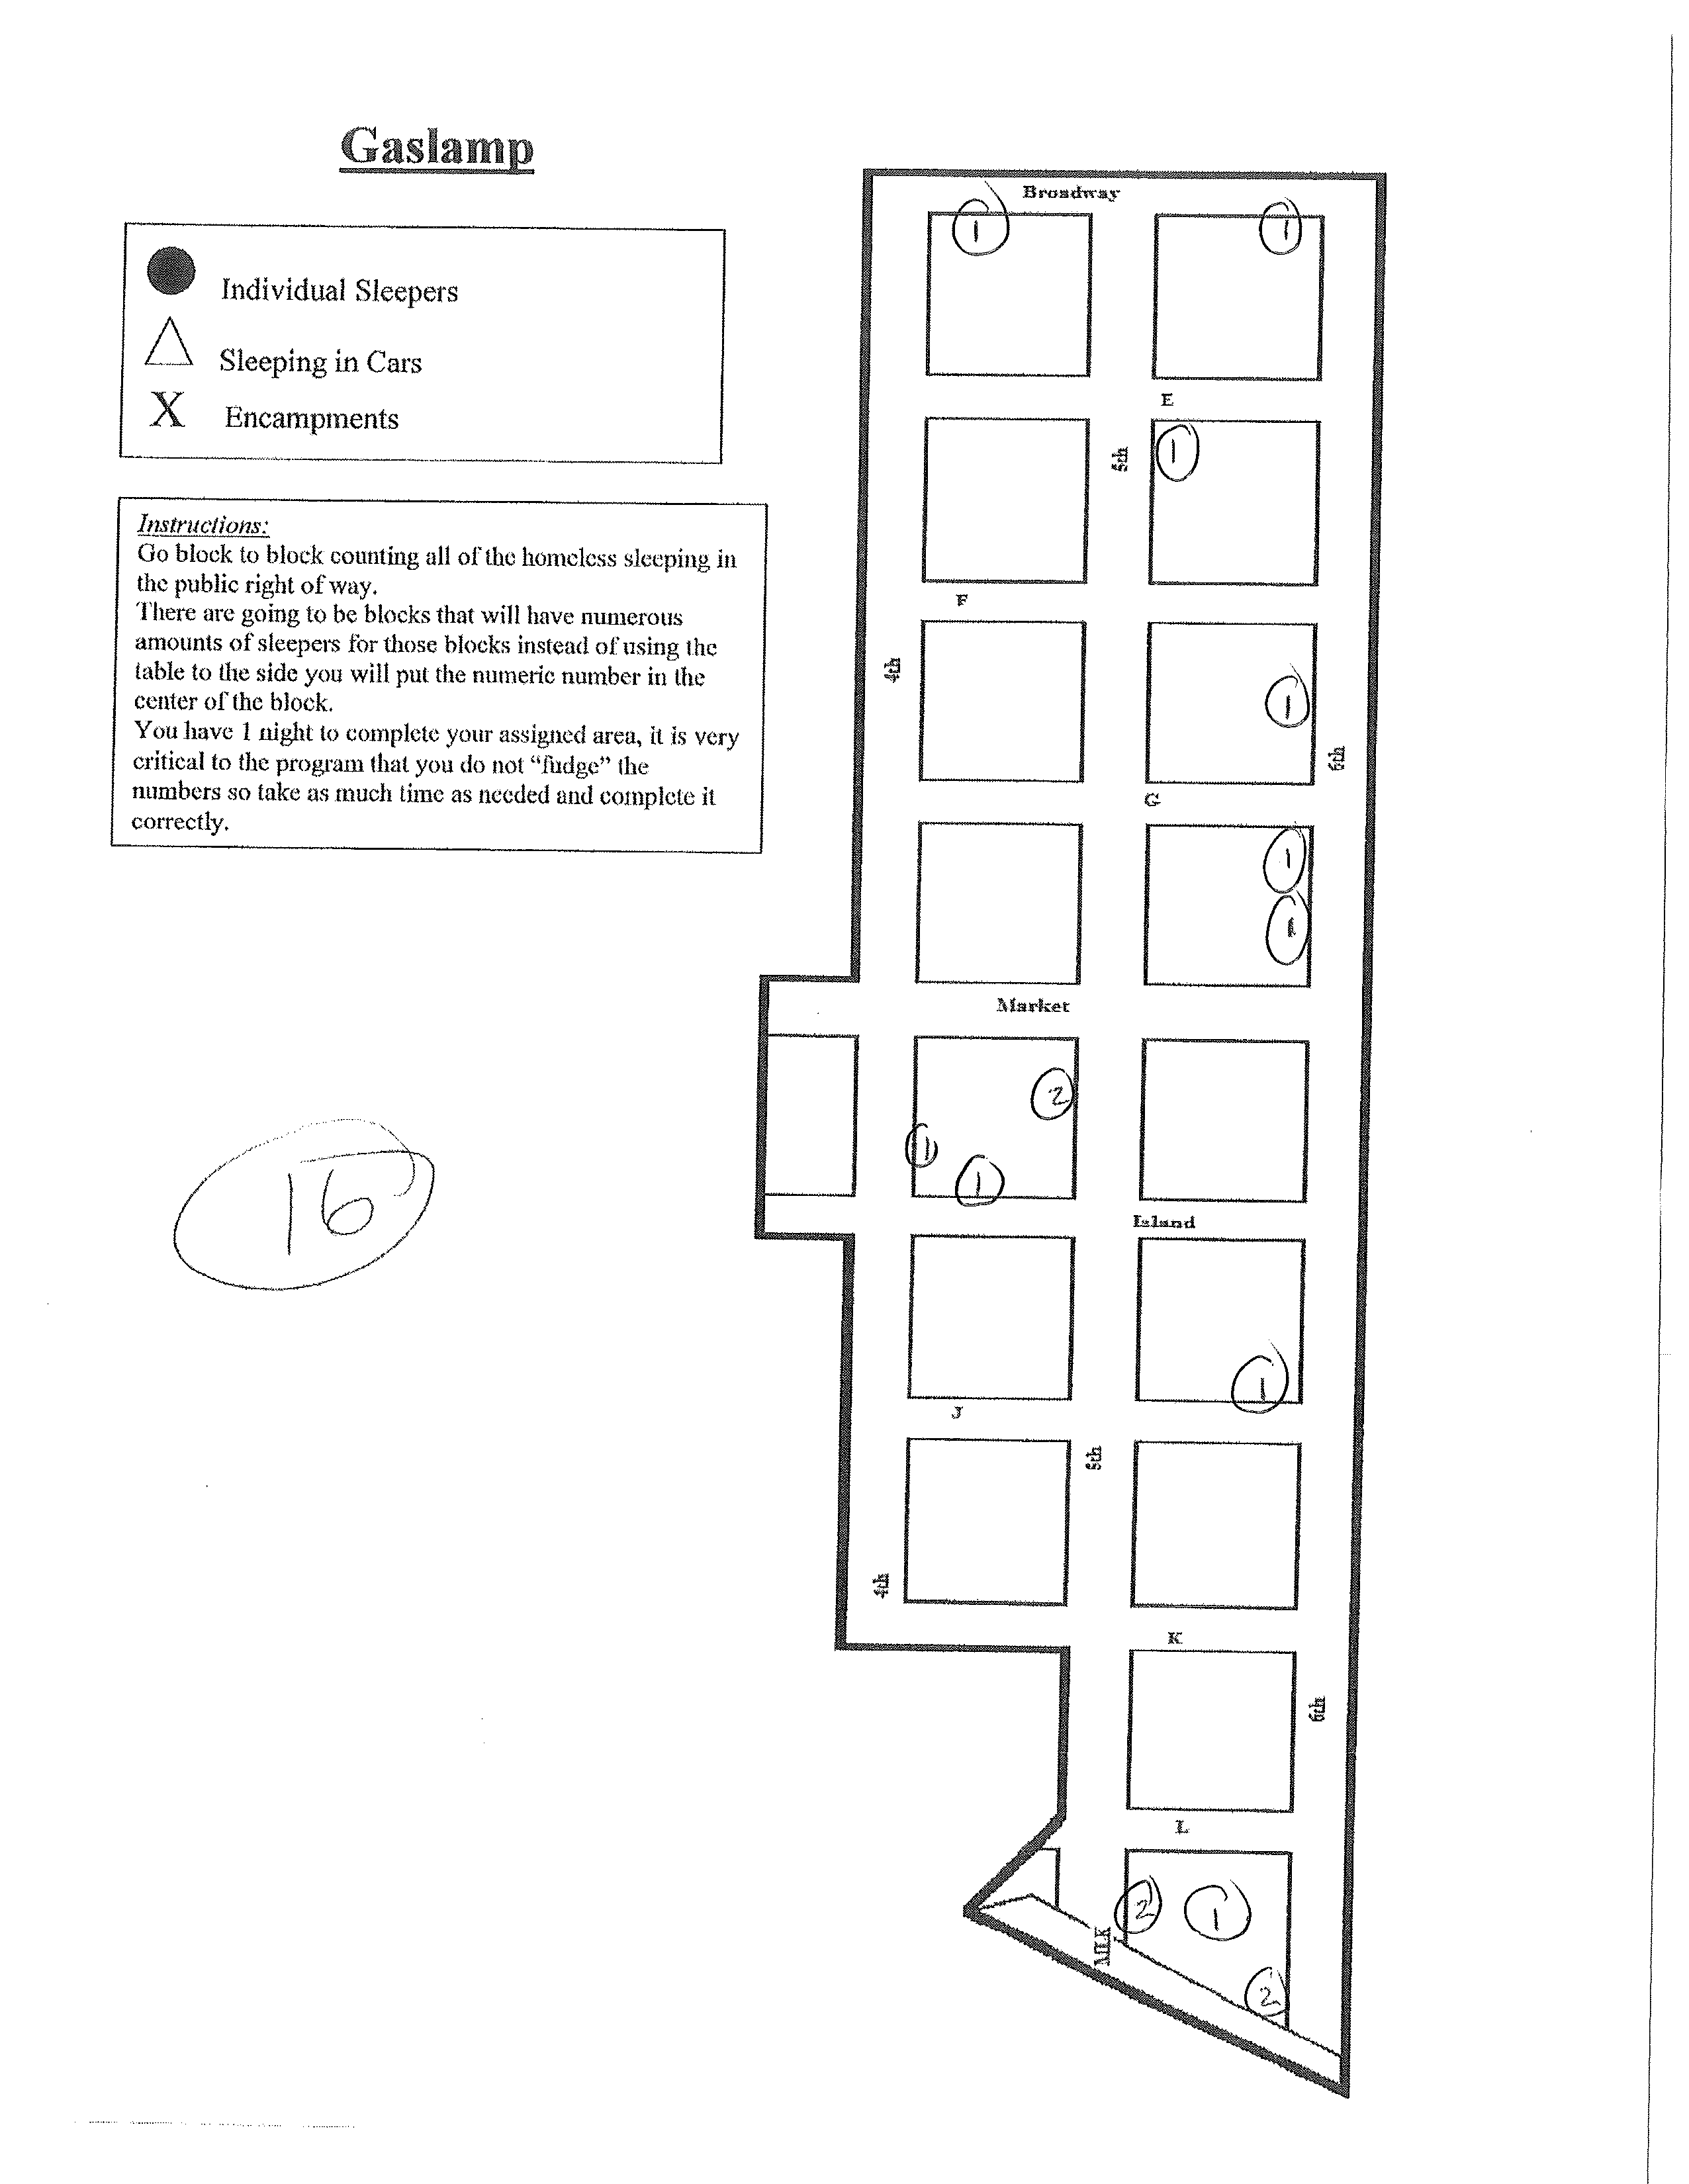 Gaslamp
Individual Sleepers
Sleeping in Cars
X Encampments
Instructions:
Go block to block counting all of the homeless sleeping in
the public right of way.
There are going to be blocks that will have numerous
amounts of sleepers for those blocks instead of using the
table to the side you will put the numeric number in the
center of the block.
You have 1 night to complete your assigned area, it is very
critical to the program that you do not “fudge” the
numbers so take as much time as needed and complete it
correctly.
16
Broadway
1
1
E
5th
1
F
4th
1
6th
G
1
1
Market
2
1
1
Island
1
J
5th
4th
K
6th
L
2
1
MLK
2